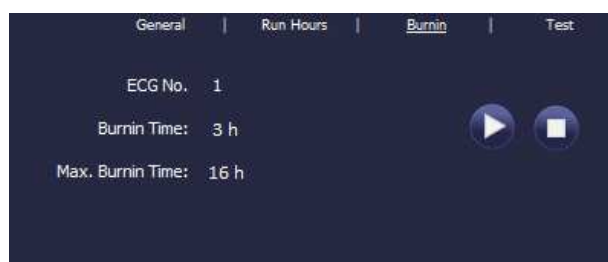 General | Run Hours | Burnin | Test
ECG No. 1
Burnin Time: 3 h
Max. Burnin Time: 16 h